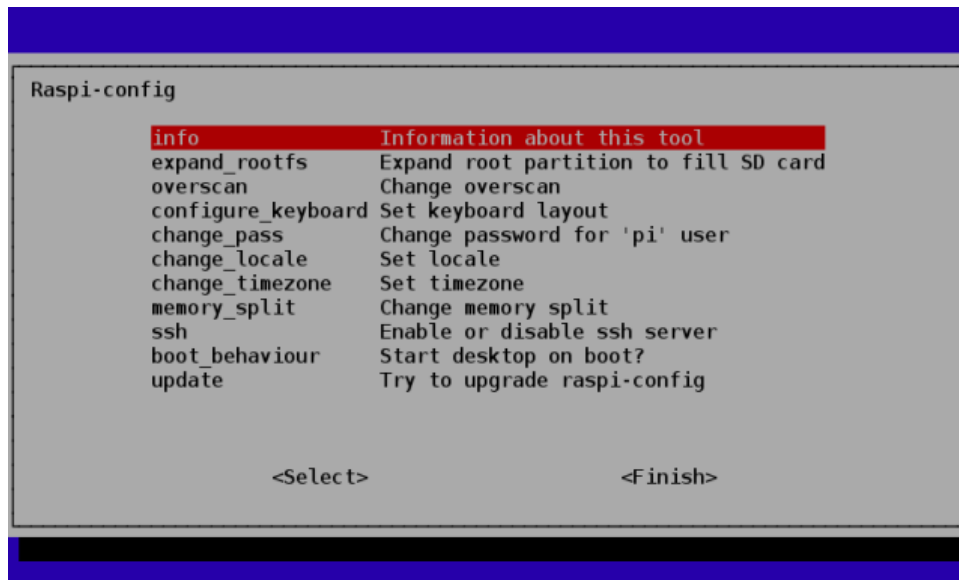 Raspi-config
info Information about this tool
expand_rootfs Expand root partition to fill SD card
overscan Change overscan
configure_keyboard Set keyboard layout
change_pass Change password for 'pi' user
change_locale Set locale
change_timezone Set timezone
memory_split Change memory split
ssh Enable or disable ssh server
boot_behaviour Start desktop on boot?
update Try to upgrade raspi-config
<Select> <Finish>